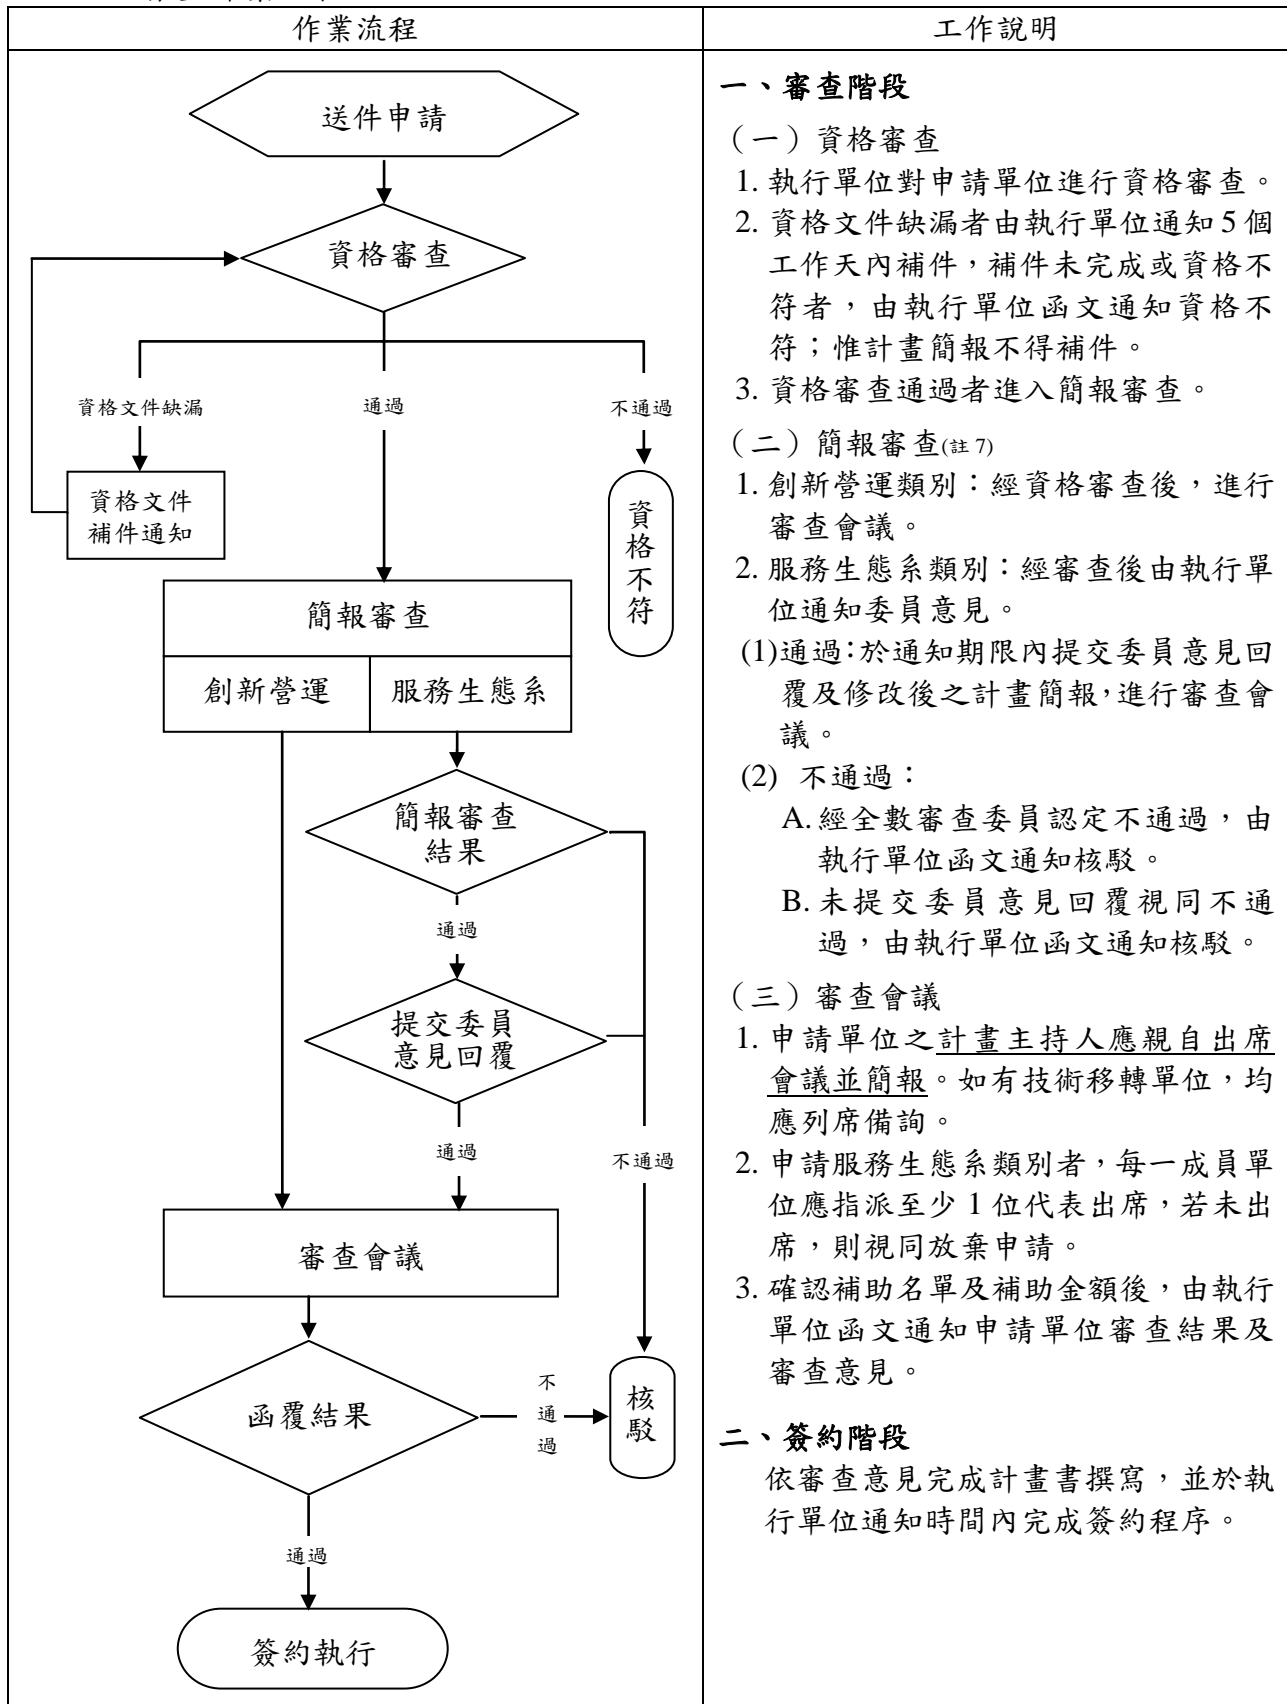 作業流程
工作說明
送件申請
資格審查
資格文件缺漏
通過
不通過
資格文件
補件通知
資
格
不
符
簡報審查
創新營運
服務生態系
簡報審查
結果
通過
提交委員
意見回覆
通過
不通過
審查會議
函覆結果
不
通
過
核
駁
通過
簽約執行
一、審查階段
（一）資格審查
1. 執行單位對申請單位進行資格審查。
2. 資格文件缺漏者由執行單位通知 5 個
工作天內補件，補件未完成或資格不
符者，由執行單位函文通知資格不
符；惟計畫簡報不得補件。
3. 資格審查通過者進入簡報審查。
（二）簡報審查(註 7)
1. 創新營運類別：經資格審查後，進行
審查會議。
2. 服務生態系類別：經審查後由執行單
位通知委員意見。
(1)通過：於通知期限內提交委員意見回
覆及修改後之計畫簡報，進行審查會
議。
(2) 不通過：
A. 經全數審查委員認定不通過，由
執行單位函文通知核駁。
B. 未提交委員意見回覆視同不通
過，由執行單位函文通知核駁。
（三）審查會議
1. 申請單位之計畫主持人應親自出席
會議並簡報。如有技術移轉單位，均
應列席備詢。
2. 申請服務生態系類別者，每一成員單
位應指派至少 1 位代表出席，若未出
席，則視同放棄申請。
3. 確認補助名單及補助金額後，由執行
單位函文通知申請單位審查結果及
審查意見。
二、簽約階段
依審查意見完成計畫書撰寫，並於執
行單位通知時間內完成簽約程序。